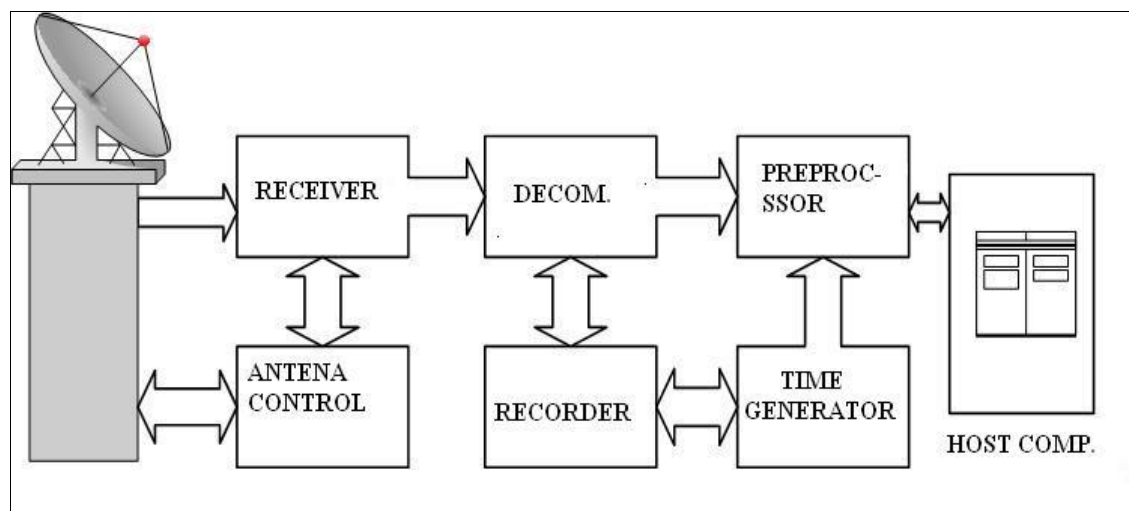 RECEIVER
DECOM.
PREPROC-
SSOR
ANTENA
CONTROL
RECORDER
TIME
GENERATOR
HOST COMP.